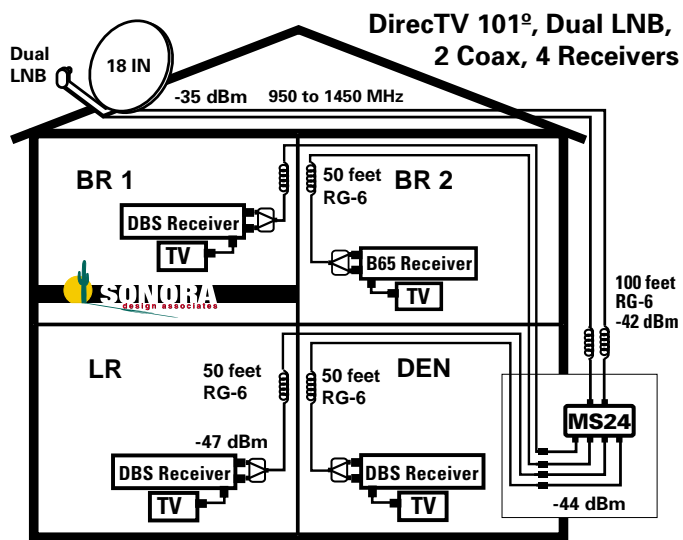 DirecTV 101º, Dual LNB,
2 Coax, 4 Receivers
Dual
LNB
18 IN
-35 dBm 950 to 1450 MHz
BR 1
50 feet
RG-6
BR 2
DBS Receiver
TV
B65 Receiver
TV
SONORA
design associates
100 feet
RG-6
-42 dBm
LR
50 feet
RG-6
50 feet
RG-6
DEN
MS24
-47 dBm
DBS Receiver
TV
DBS Receiver
TV
-44 dBm